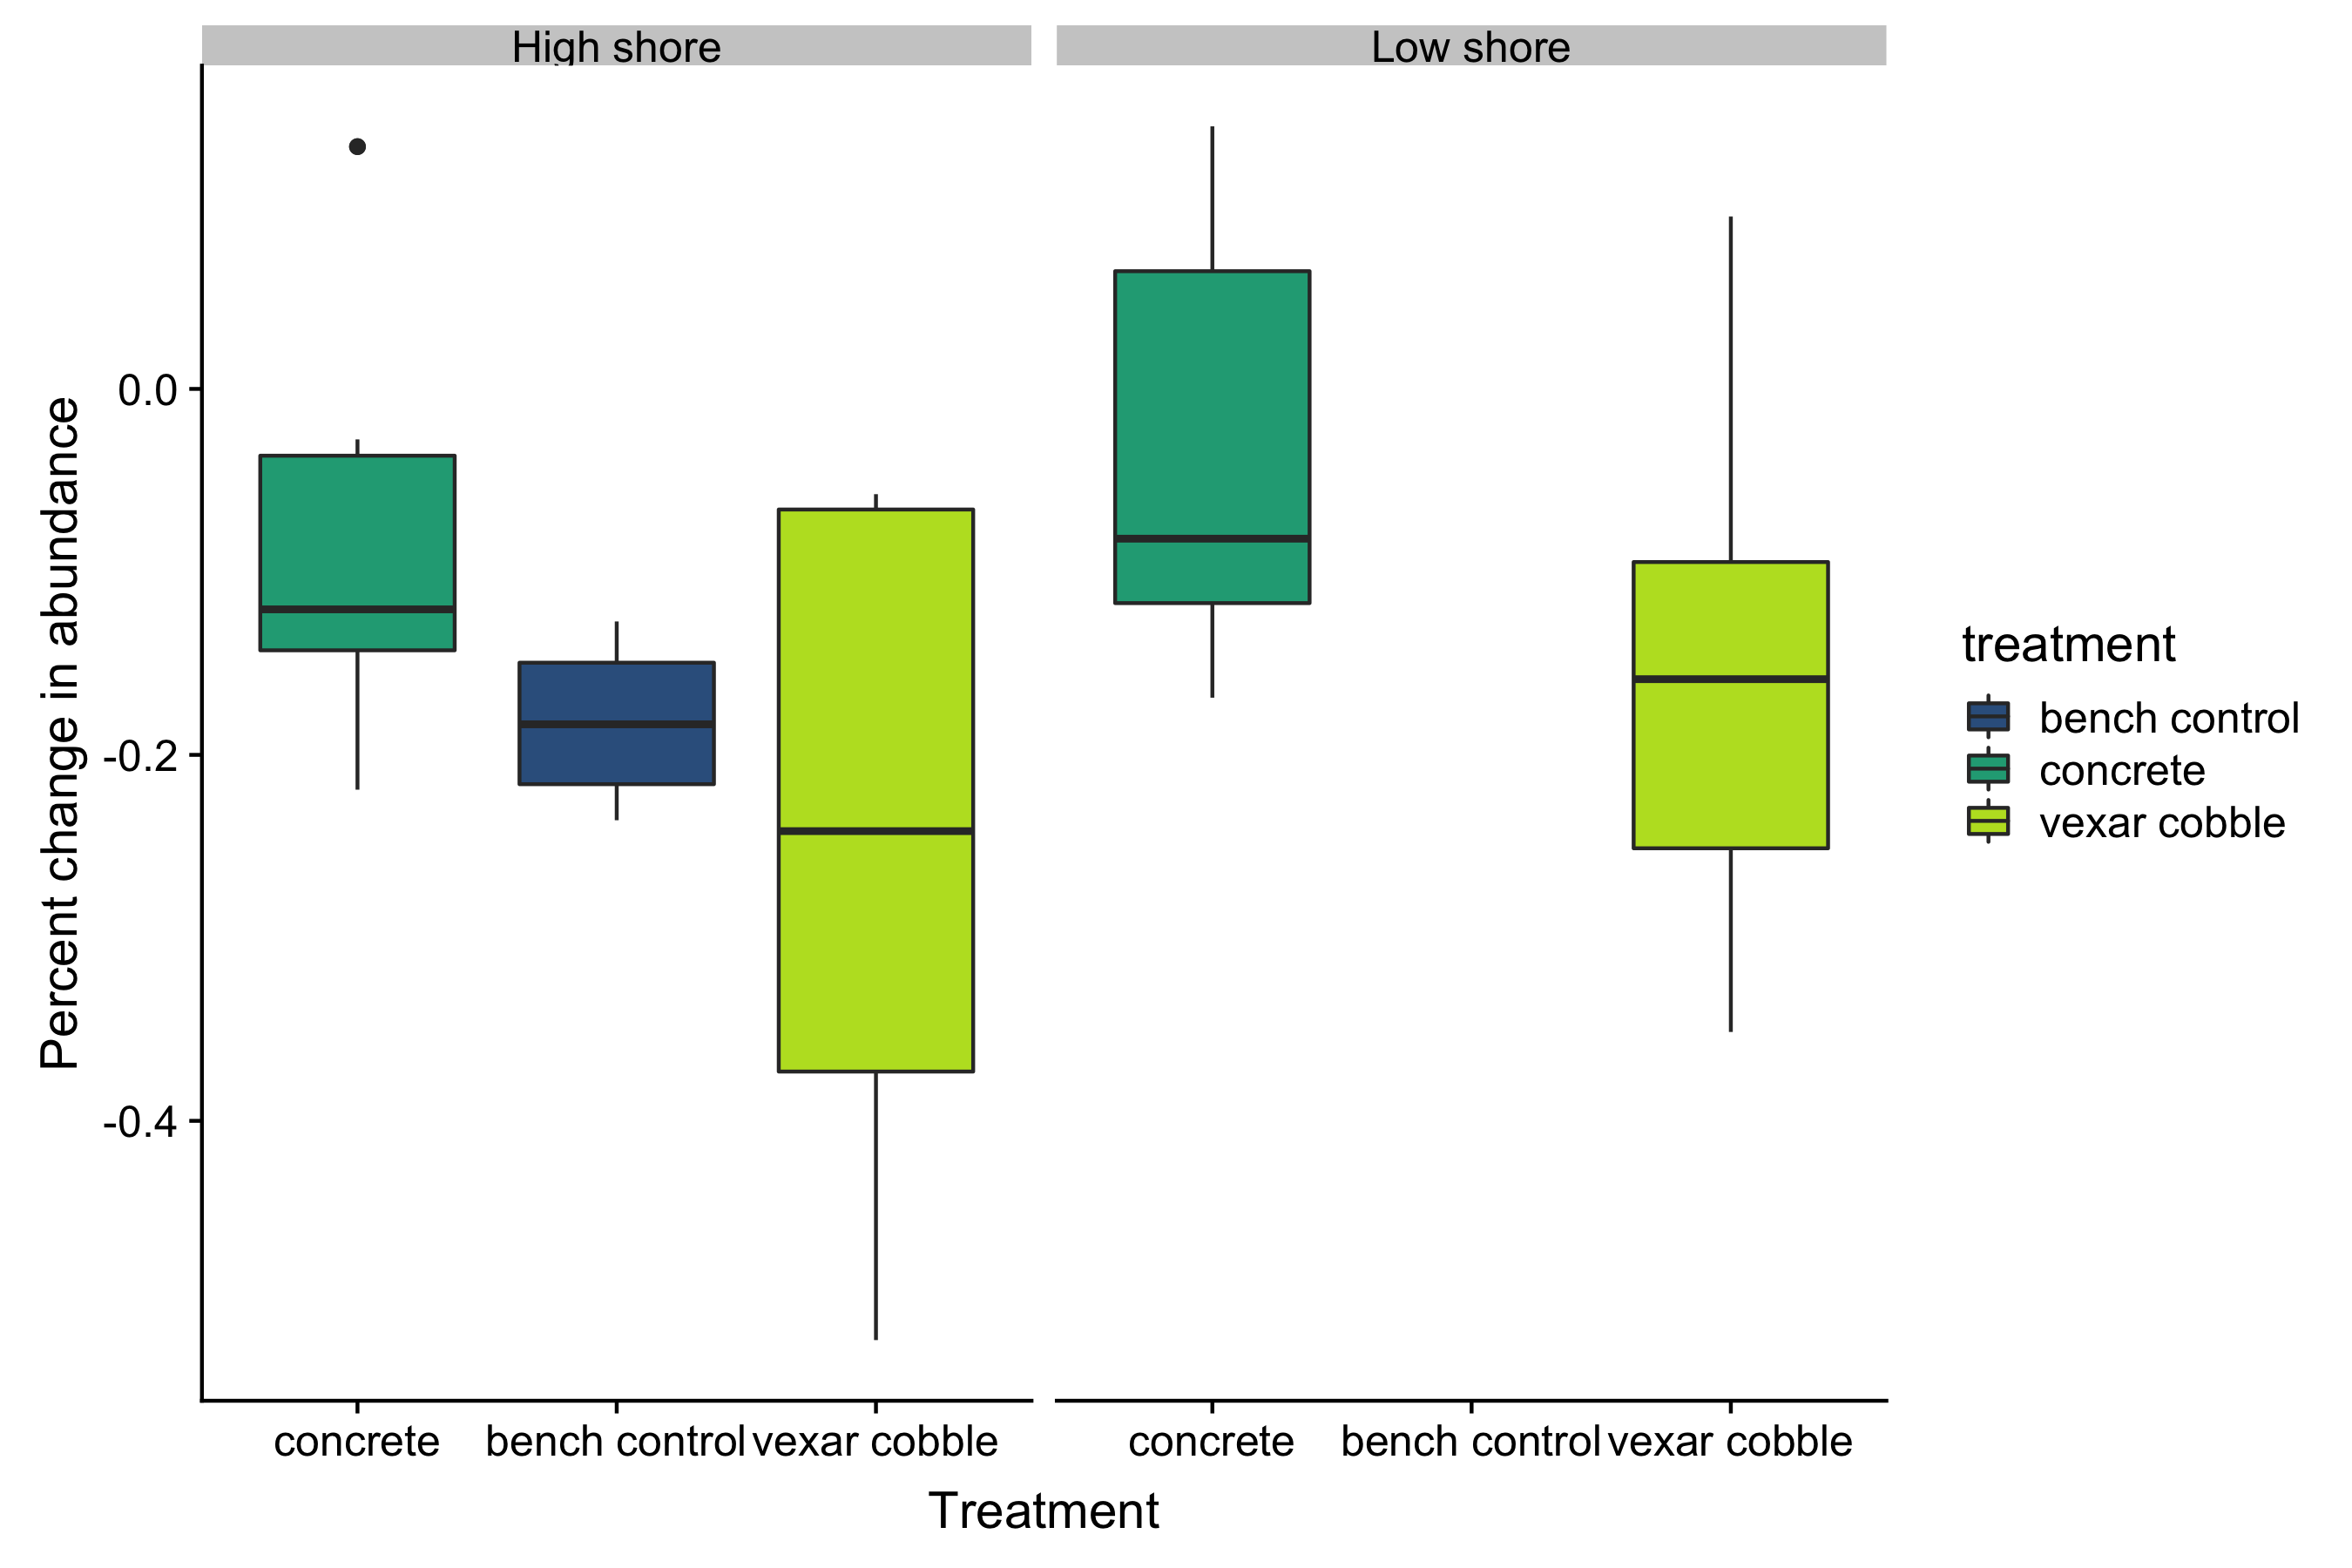 High shore
Low shore
Percent change in abundance
0.0
-0.2
-0.4
concrete
bench control
vexar cobble
concrete
bench control
vexar cobble
Treatment
treatment
bench control
concrete
vexar cobble